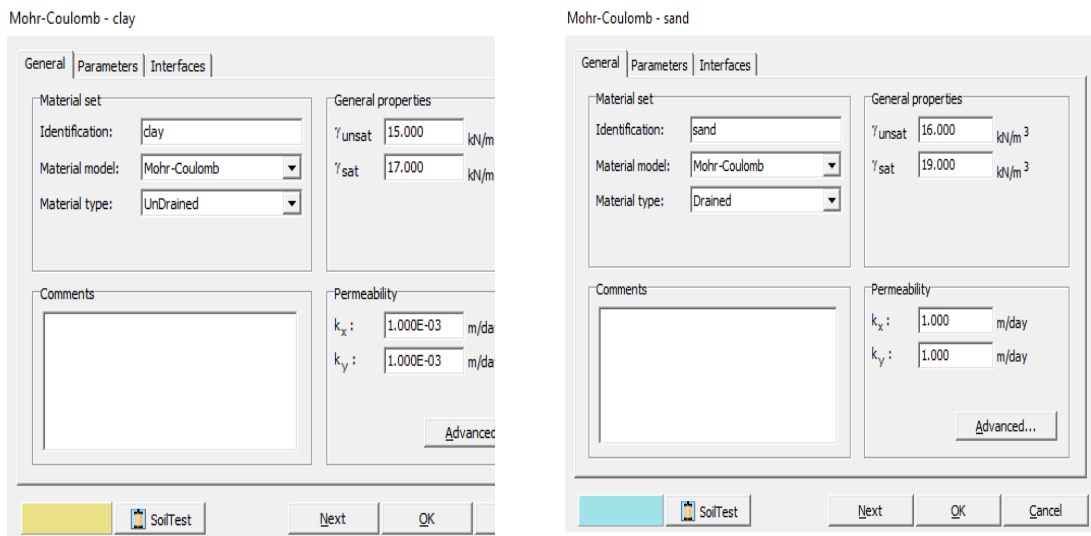 Mohr-Coulomb - clay
General Parameters Interfaces
Material set
Identification: clay
Material model: Mohr-Coulomb
Material type: UnDrained
General properties
γunsat 15.000 kN/m
γsat 17.000 kN/m
Comments
Permeability
kx : 1.000E-03 m/da
ky : 1.000E-03 m/da
Advanced
SoilTest
Next
OK
Mohr-Coulomb - sand
General Parameters Interfaces
Material set
Identification: sand
Material model: Mohr-Coulomb
Material type: Drained
General properties
γunsat 16.000 kN/m 3
γsat 19.000 kN/m 3
Comments
Permeability
kx : 1.000 m/day
ky : 1.000 m/day
Advanced...
SoilTest
Next
OK
Cancel